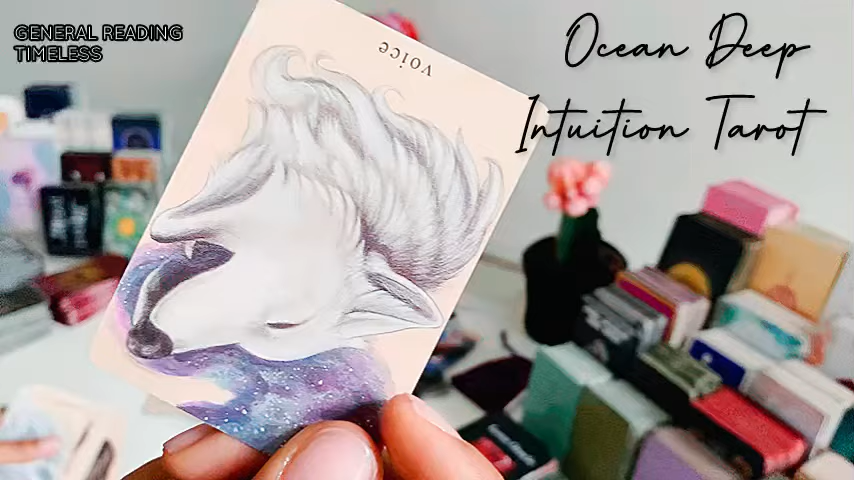 GENERAL READING
TIMELESS
Ocean Deep
Intuition Tarot
voice